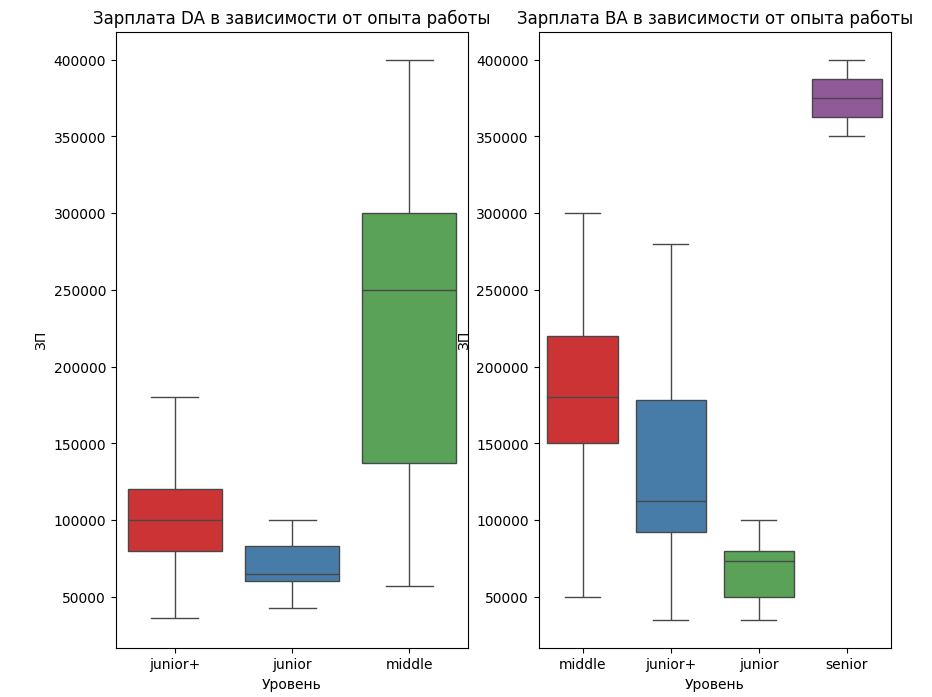 Зарплата DA в зависимости от опыта работы
400000
350000
300000
250000
200000
150000
100000
50000
ЗП
junior+ junior middle
Уровень
Зарплата BA в зависимости от опыта работы
400000
350000
300000
250000
200000
150000
100000
50000
ЗП
middle junior+ junior senior
Уровень